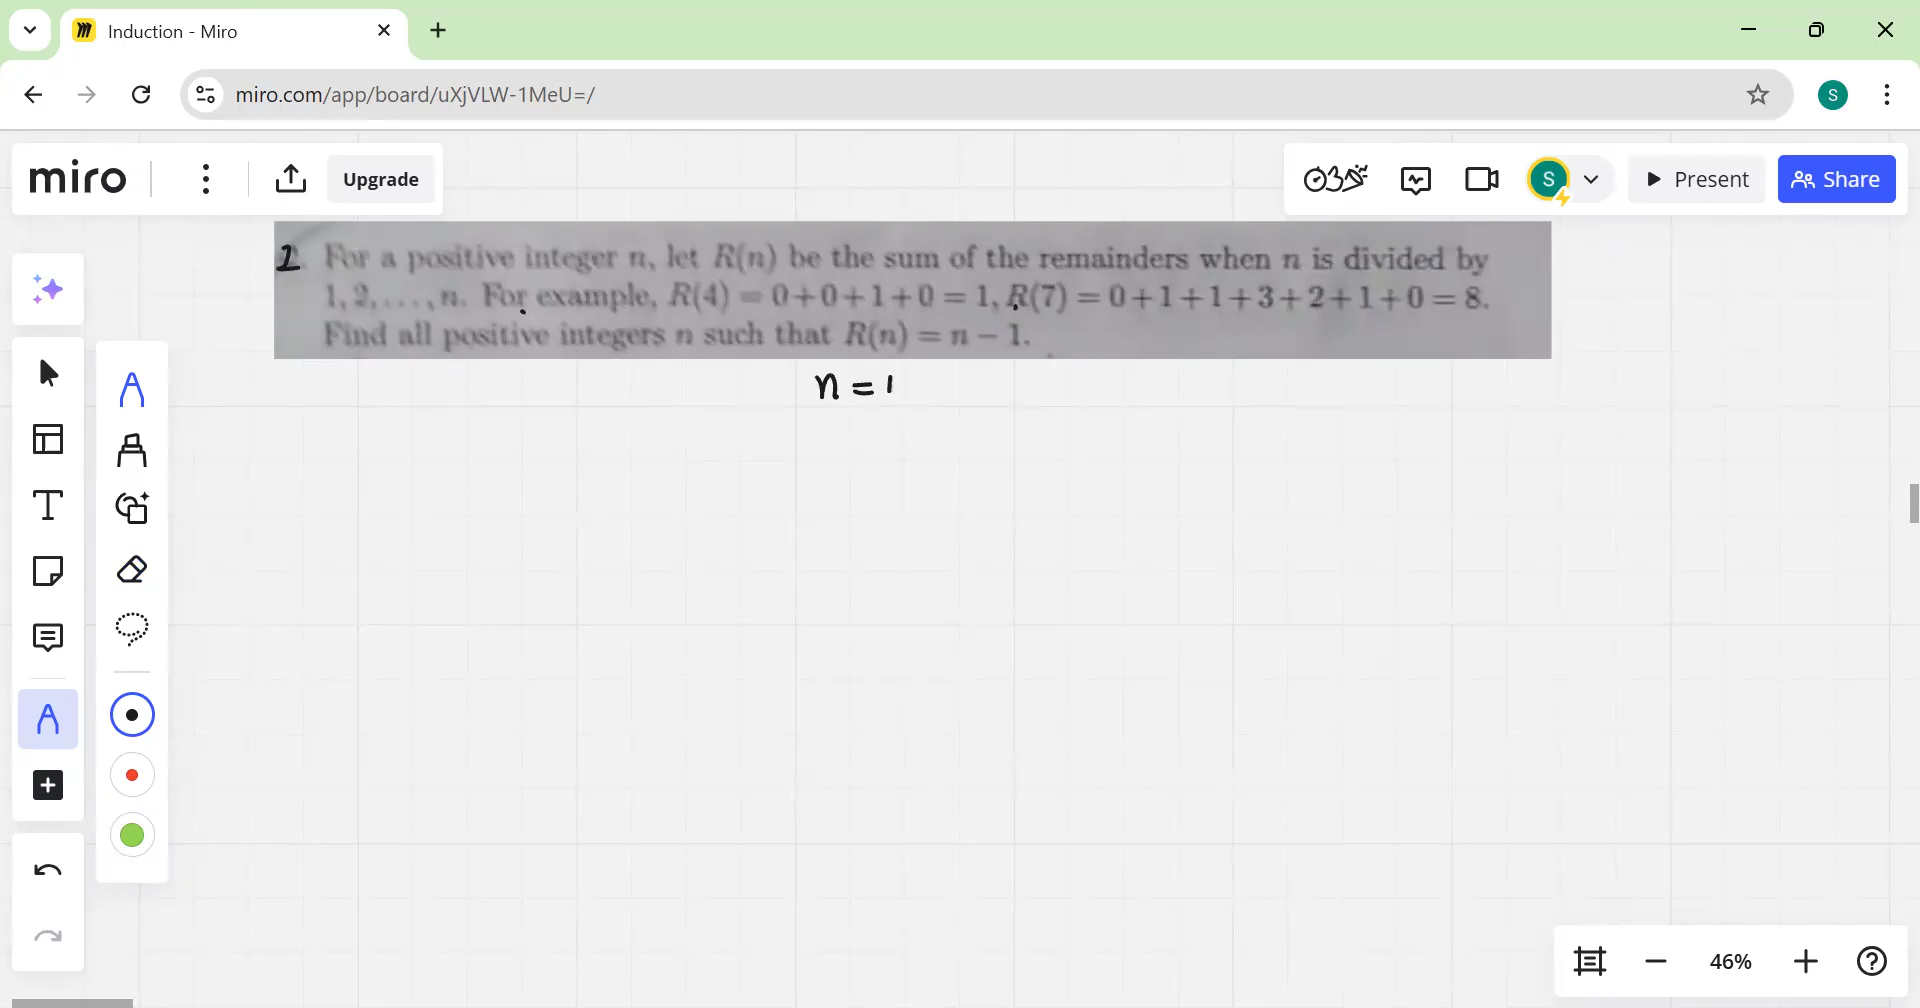 Induction - Miro
miro.com/app/board/uXjVLW-1MeU=/
miro
Upgrade
S
S
Present
Share
1 For a positive integer n, let R(n) be the sum of the remainders when n is divided by
1, 2, . . . , n. For example, R(4) = 0+0+1+0 = 1, R(7) = 0+1+1+3+2+1+0 = 8.
Find all positive integers n such that R(n) = n − 1.
n = 1
46%